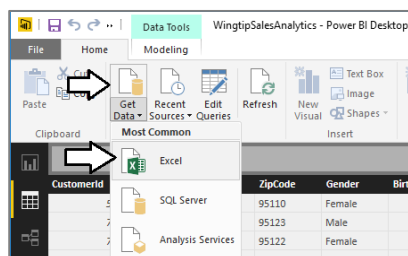 Data Tools
WingtipSalesAnalytics - Power BI Desktop
File
Home
Modeling
Paste
Cut
Get Data
Recent Sources
Edit Queries
Refresh
New Visual
Text Box
Image
Shapes
Clipboard
Insert
Most Common
Excel
SQL Server
Analysis Services
CustomerId
ZipCode
Gender
95110
Female
95123
Male
95122
Female